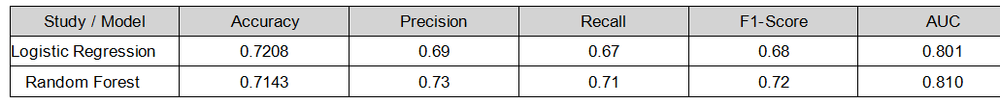 Study / Model Accuracy Precision Recall F1-Score AUC
Logistic Regression 0.7208 0.69 0.67 0.68 0.801
Random Forest 0.7143 0.73 0.71 0.72 0.810